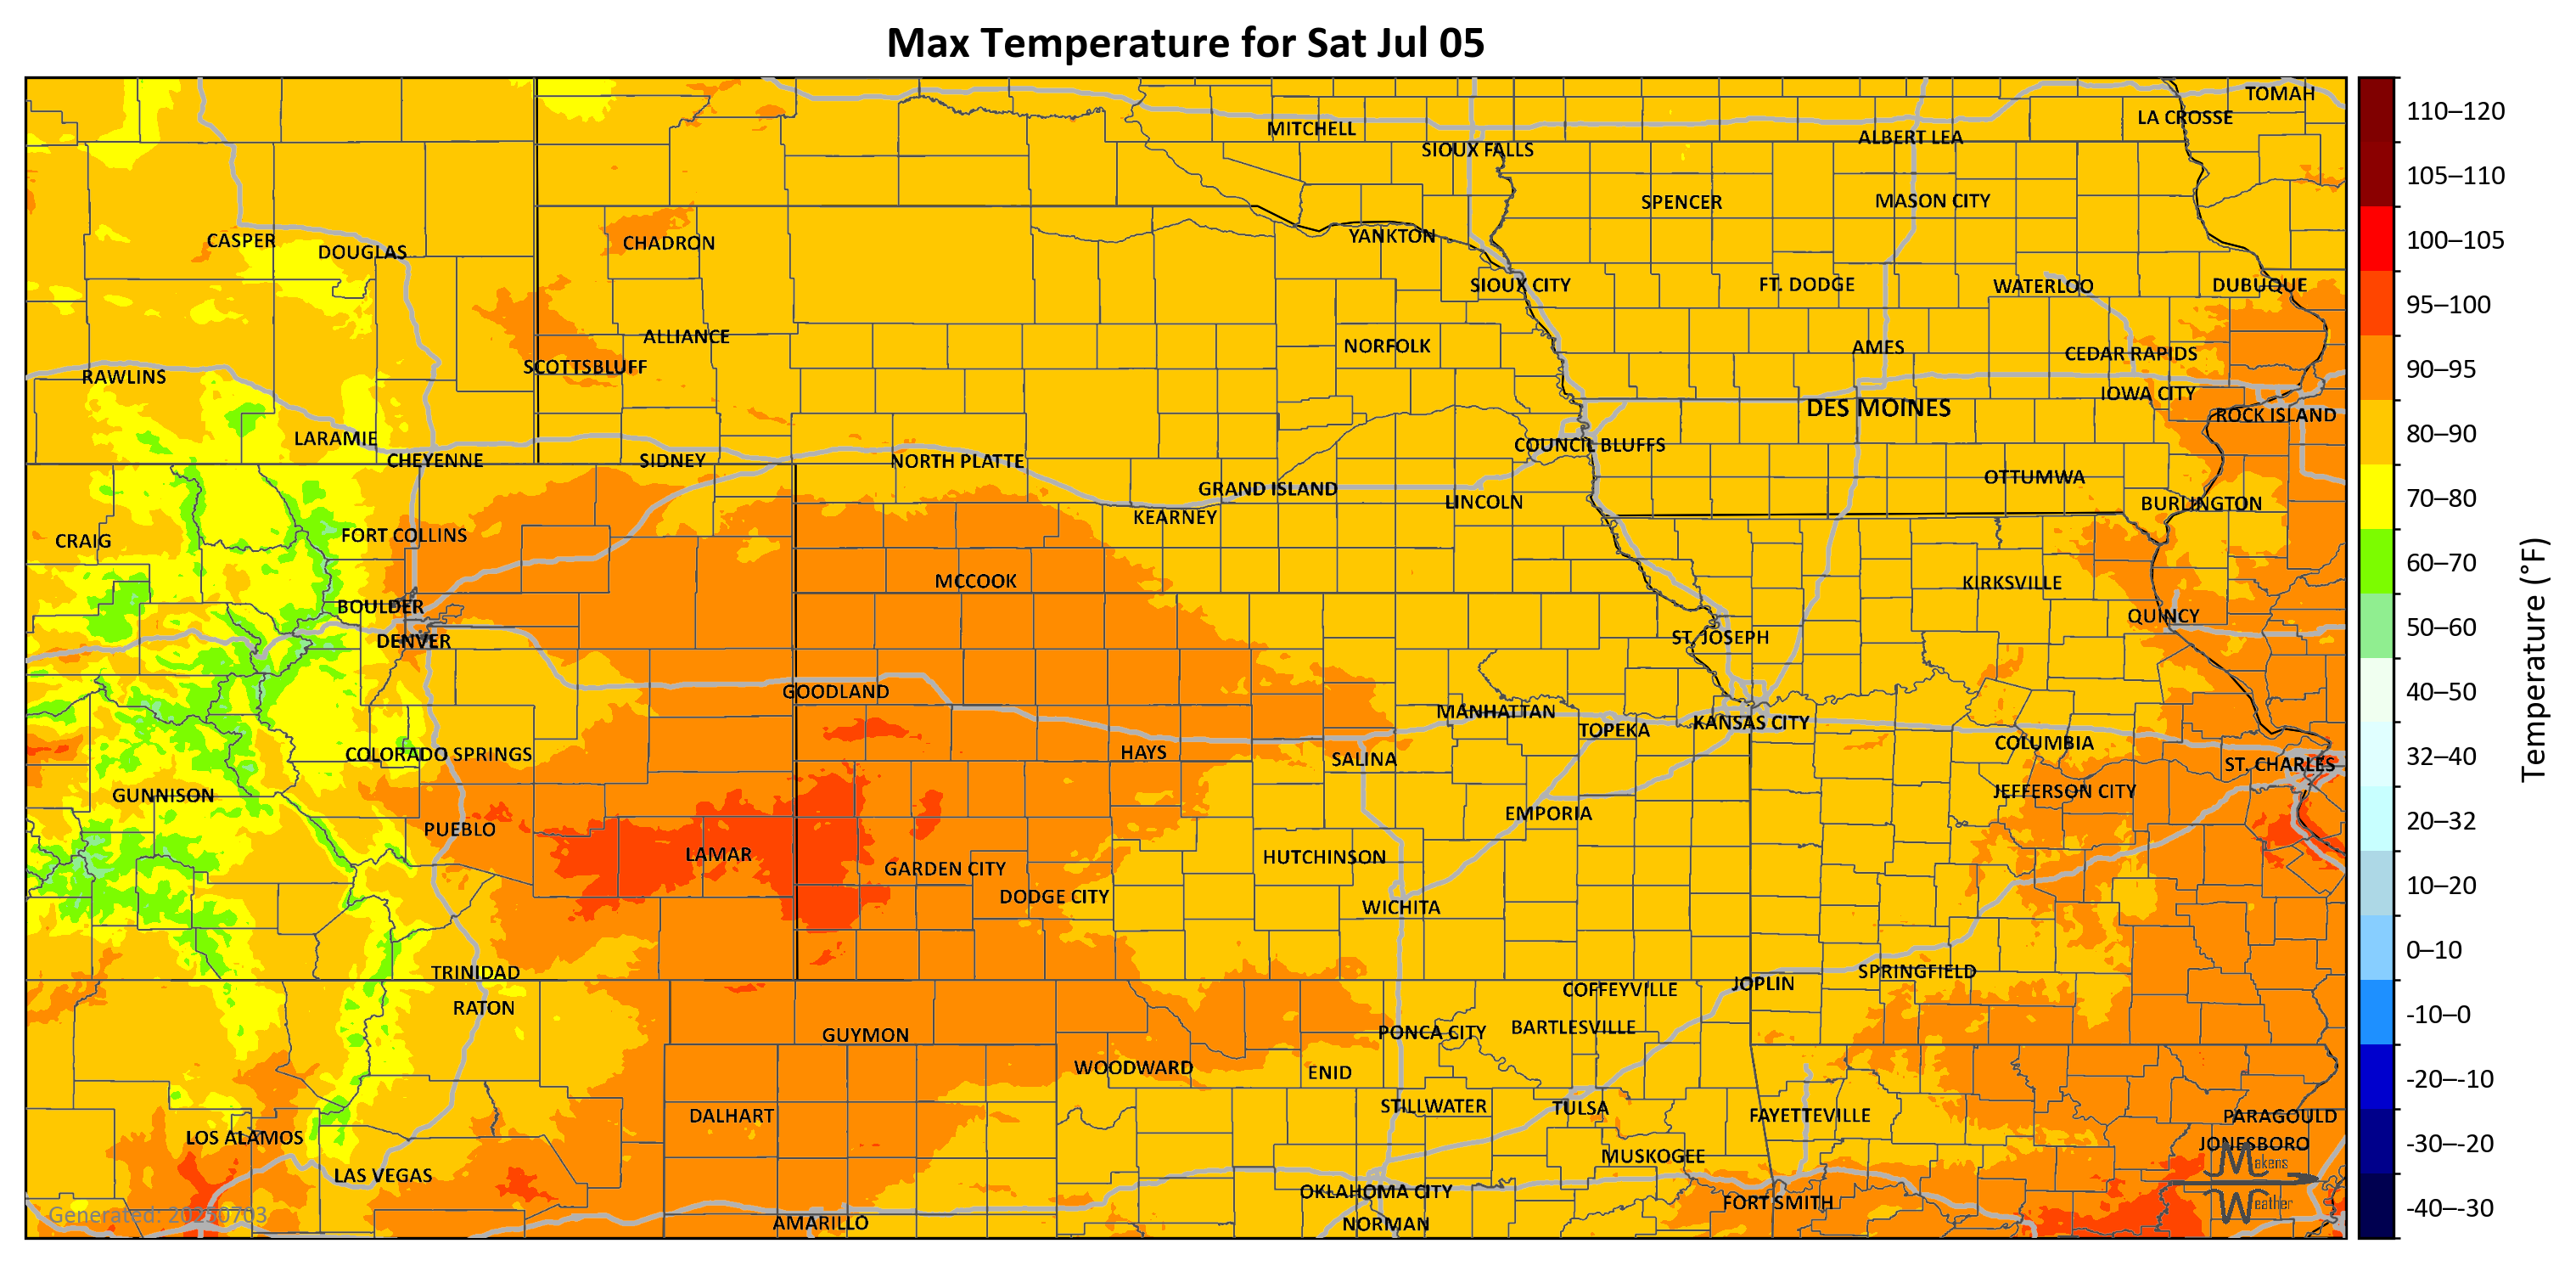 Max Temperature for Sat Jul 05
TOMAH
LA CROSSE
MITCHELL
ALBERT LEA
SIOUX FALLS
SPENCER
MASON CITY
CASPER
DOUGLAS
CHADRON
YANKTON
SIOUX CITY
FT. DODGE
WATERLOO
DUBUQUE
ALLIANCE
NORFOLK
AMES
CEDAR RAPIDS
SCOTTSBLUFF
RAWLINS
IOWA CITY
DES MOINES
ROCK ISLAND
LARAMIE
COUNCIL BLUFFS
CHEYENNE
SIDNEY
NORTH PLATTE
OTTUMWA
GRAND ISLAND
LINCOLN
BURLINGTON
KEARNEY
CRAIG
FORT COLLINS
MCCOOK
KIRKSVILLE
BOULDER
QUINCY
DENVER
ST. JOSEPH
GOODLAND
MANHATTAN
KANSAS CITY
TOPEKA
COLUMBIA
COLORADO SPRINGS
HAYS
SALINA
ST. CHARLES
GUNNISON
JEFFERSON CITY
EMPORIA
PUEBLO
LAMAR
HUTCHINSON
GARDEN CITY
DODGE CITY
WICHITA
TRINIDAD
SPRINGFIELD
JOPLIN
COFFEYVILLE
RATON
BARTLESVILLE
PONCA CITY
GUYMON
WOODWARD
ENID
STILLWATER
TULSA
DALHART
FAYETTEVILLE
PARAGOULD
LOS ALAMOS
JONESBORO
MUSKOGEE
LAS VEGAS
OKLAHOMA CITY
FORT SMITH
AMARILLO
NORMAN
Generated: 20250703
Makens
Weather
110–120
105–110
100–105
95–100
90–95
80–90
70–80
60–70
50–60
40–50
32–40
20–32
10–20
0–10
-10–0
-20–-10
-30–-20
-40–-30
Temperature (°F)